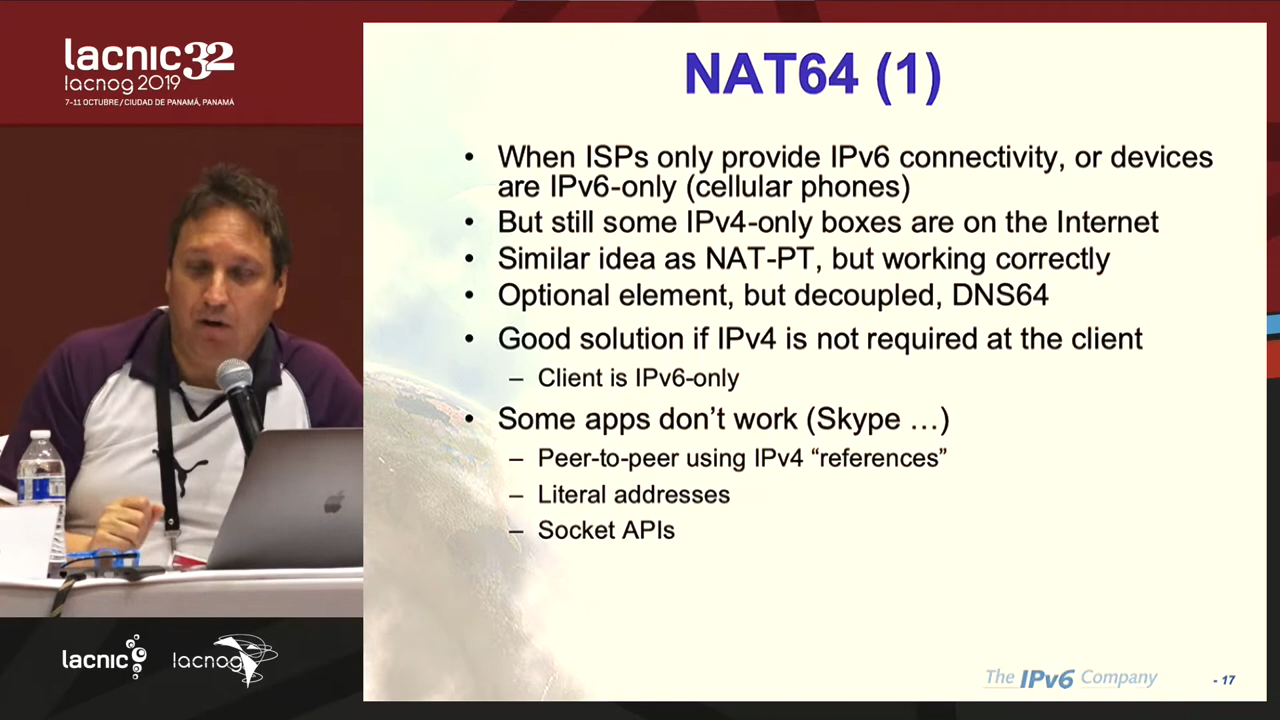 lacnic32
lacnog 2019
7-11 OCTUBRE / CIUDAD DE PANAMÁ, PANAMÁ
NAT64 (1)
• When ISPs only provide IPv6 connectivity, or devices
are IPv6-only (cellular phones)
• But still some IPv4-only boxes are on the Internet
• Similar idea as NAT-PT, but working correctly
• Optional element, but decoupled, DNS64
• Good solution if IPv4 is not required at the client
– Client is IPv6-only
• Some apps don’t work (Skype …)
– Peer-to-peer using IPv4 “references”
– Literal addresses
– Socket APIs
lacnic
lacnog
The IPv6 Company
- 17